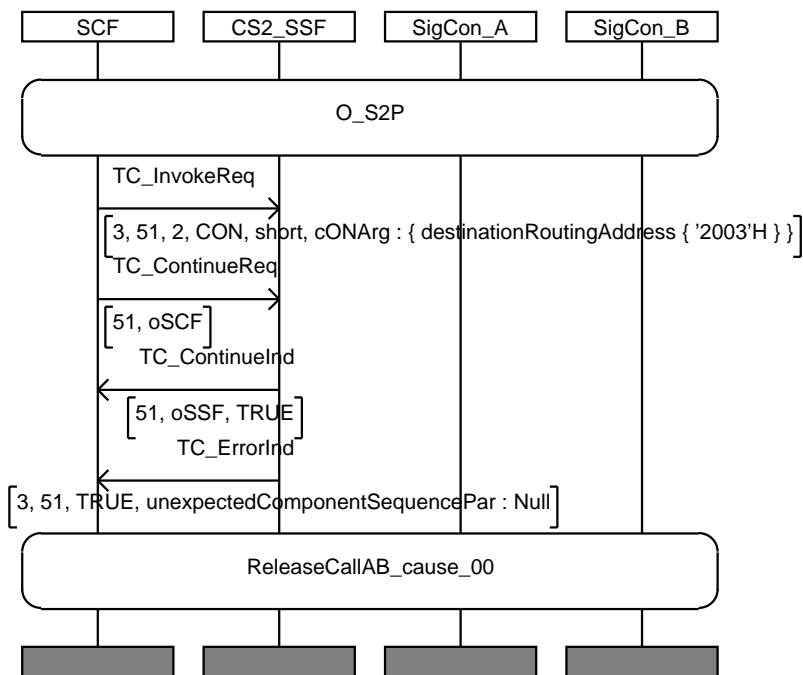 SCF CS2_SSF SigCon_A SigCon_B
O_S2P
TC_InvokeReq
3, 51, 2, CON, short, cONArg : { destinationRoutingAddress { '2003'H } }
TC_ContinueReq
51, oSCF
TC_ContinueInd
51, oSSF, TRUE
TC_ErrorInd
3, 51, TRUE, unexpectedComponentSequencePar : Null
ReleaseCallAB_cause_00